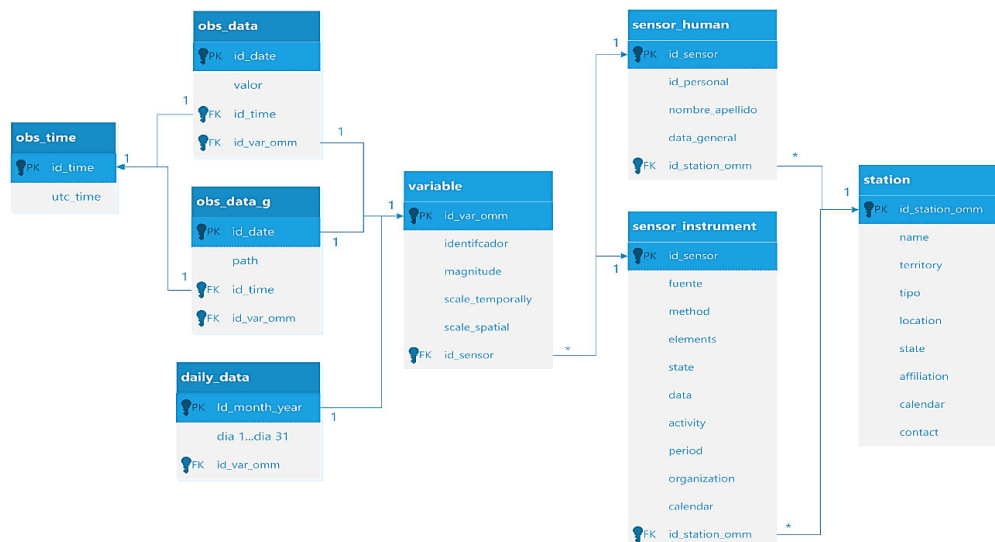 obs_data
PK id_date
valor
FK id_time
FK id_var_omm
1
1
obs_time
PK id_time
utc_time
1
obs_data_g
PK id_date
path
FK id_time
FK id_var_omm
1
1
daily_data
PK Id_month_year
dia 1...dia 31
FK id_var_omm
1
variable
PK id_var_omm
identifcador
magnitude
scale_temporally
scale_spatial
FK id_sensor
1
*
sensor_human
PK id_sensor
id_personal
nombre_apellido
data_general
FK id_station_omm
1
*
sensor_instrument
PK id_sensor
fuente
method
elements
state
data
activity
period
organization
calendar
FK id_station_omm
1
*
station
PK id_station_omm
name
territory
tipo
location
state
affiliation
calendar
contact
1